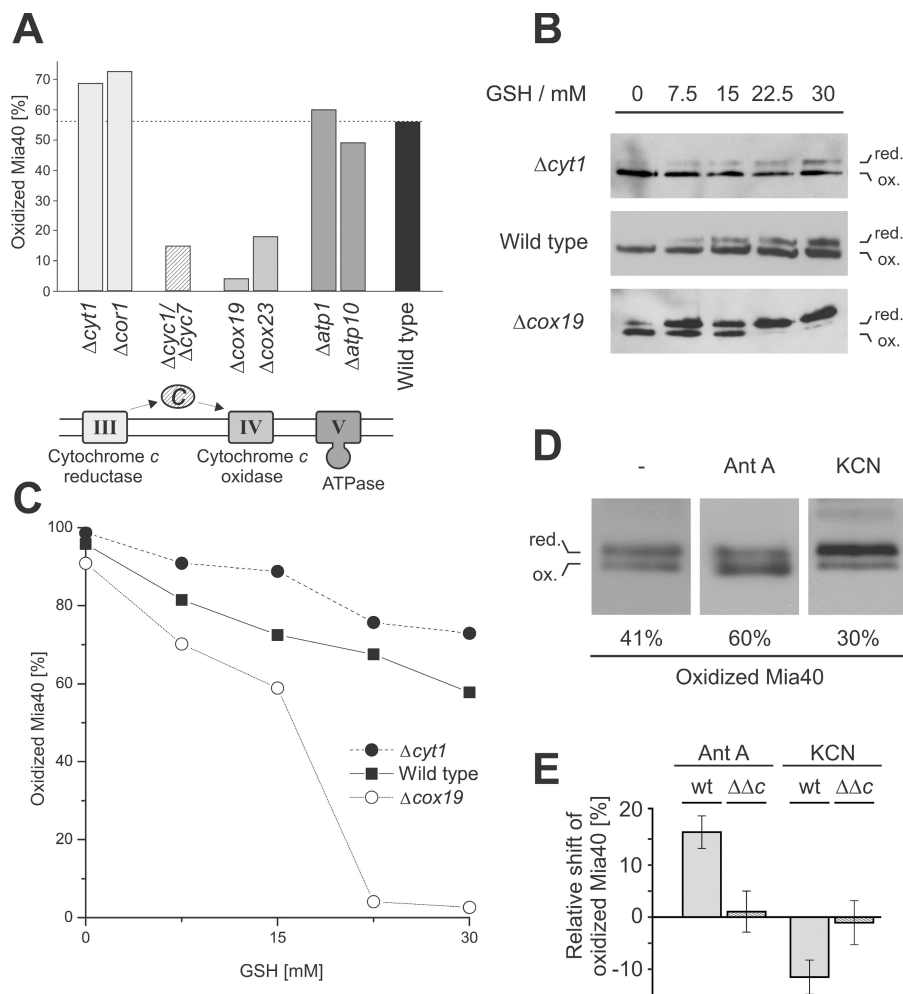 A
Oxidized Mia40 [%]
70
60
50
40
30
20
10
0
Δcyt1
Δcor1
Δcyc1/
Δcyc7
Δcox19
Δcox23
Δatp1
Δatp10
Wild type
III
C
IV
V
Cytochrome c
reductase
Cytochrome c
oxidase
ATPase
B
GSH / mM 0 7.5 15 22.5 30
Δcyt1 red.
ox.
Wild type red.
ox.
Δcox19 red.
ox.
C
Oxidized Mia40 [%]
100
80
60
40
20
0
0 15 30
GSH [mM]
Δcyt1
Wild type
Δcox19
D
- Ant A KCN
red.
ox.
41% 60% 30%
Oxidized Mia40
E
Ant A KCN
wt ΔΔc wt ΔΔc
Relative shift of
oxidized Mia40 [%]
20
10
0
-10